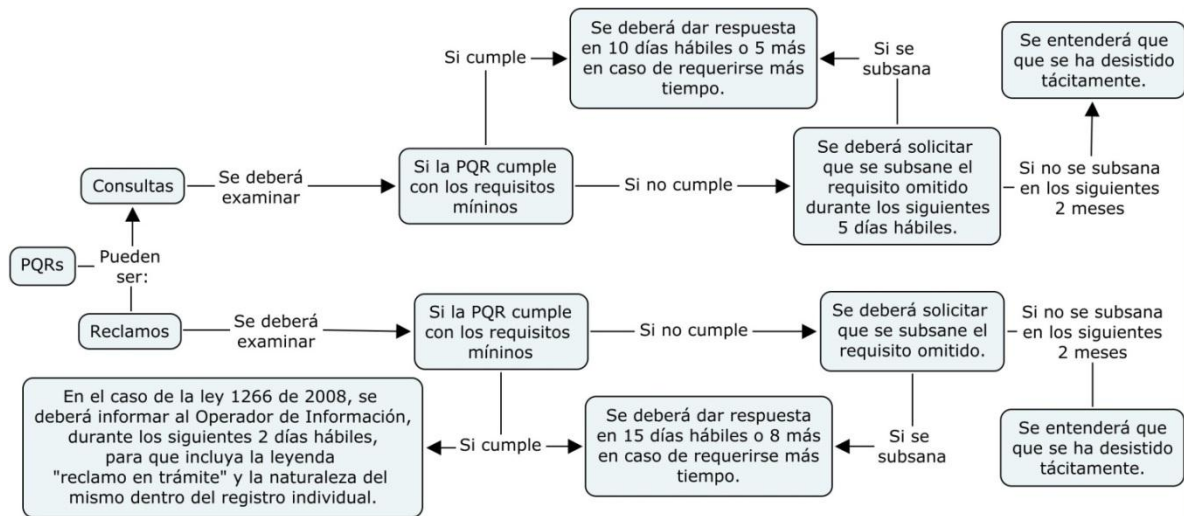 PQRs
Pueden
ser:
Consultas
Se deberá
examinar
Si la PQR cumple
con los requisitos
míninos
Si cumple
Se deberá dar respuesta
en 10 días hábiles o 5 más
en caso de requerirse más
tiempo.
Si no cumple
Se deberá solicitar
que se subsane el
requisito omitido
durante los siguientes
5 días hábiles.
Si se
subsana
Si no se subsana
en los siguientes
2 meses
Se entenderá que
que se ha desistido
tácitamente.
Reclamos
Se deberá
examinar
Si la PQR cumple
con los requisitos
míninos
Si no cumple
Se deberá solicitar
que se subsane el
requisito omitido.
Si no se subsana
en los siguientes
2 meses
Se entenderá que
que se ha desistido
tácitamente.
Si se
subsana
Se deberá dar respuesta
en 15 días hábiles o 8 más
en caso de requerirse más
tiempo.
Si cumple
En el caso de la ley 1266 de 2008, se
deberá informar al Operador de Información,
durante los siguientes 2 días hábiles,
para que incluya la leyenda
"reclamo en trámite" y la naturaleza del
mismo dentro del registro individual.